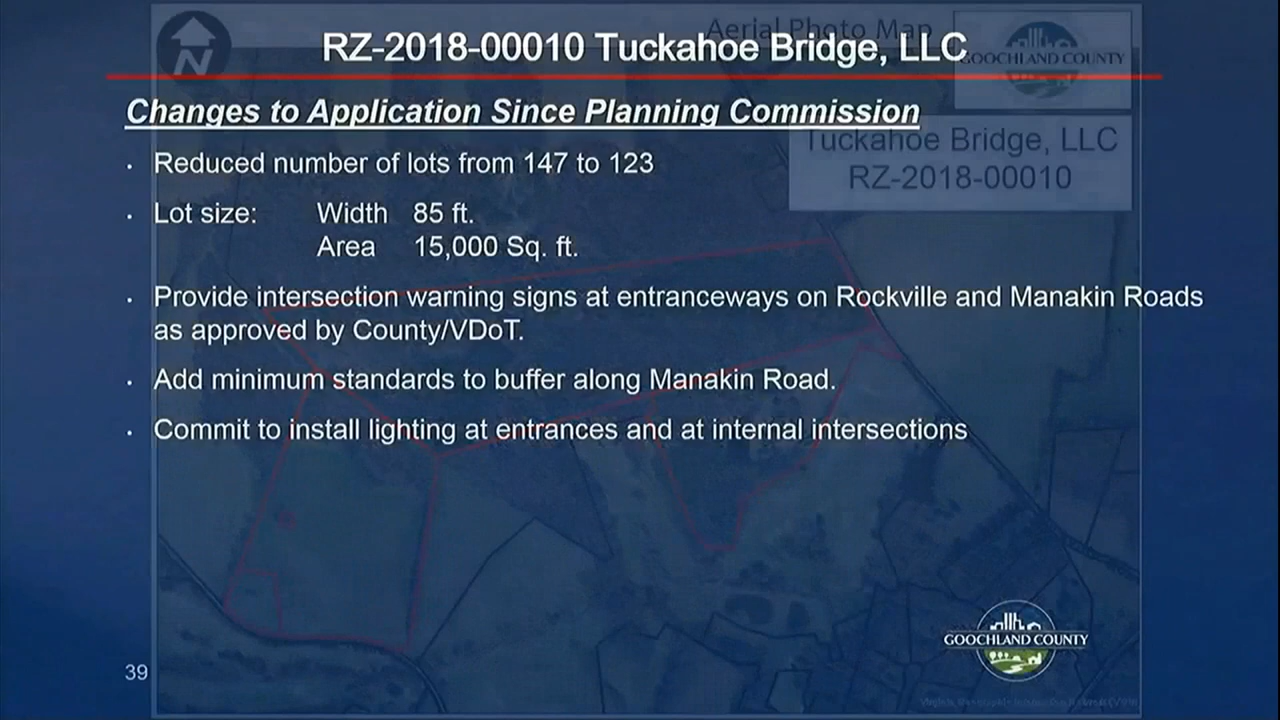 Aerial Photo Map
N
RZ-2018-00010 Tuckahoe Bridge, LLC
GOOCHLAND COUNTY
Changes to Application Since Planning Commission
Tuckahoe Bridge, LLC
RZ-2018-00010
· Reduced number of lots from 147 to 123
· Lot size: Width 85 ft.
Area 15,000 Sq. ft.
· Provide intersection warning signs at entranceways on Rockville and Manakin Roads
as approved by County/VDoT.
· Add minimum standards to buffer along Manakin Road.
· Commit to install lighting at entrances and at internal intersections
GOOCHLAND COUNTY
39